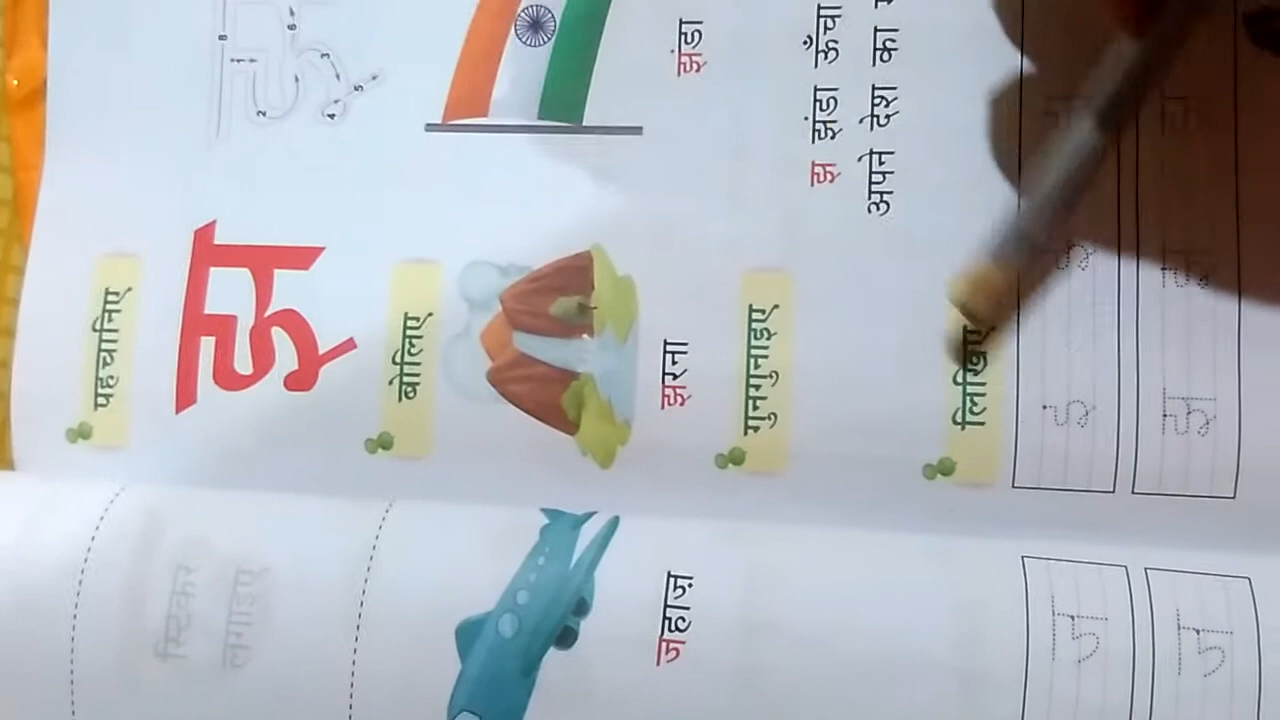 पहचानिए
झ
बोलिए
झरना
झंडा
गुनगुनाइए
झ झंडा ऊँचा
अपने देश का
लिखिए
झ
स्टिकर
लगाइए
जहाज़
ज
ज